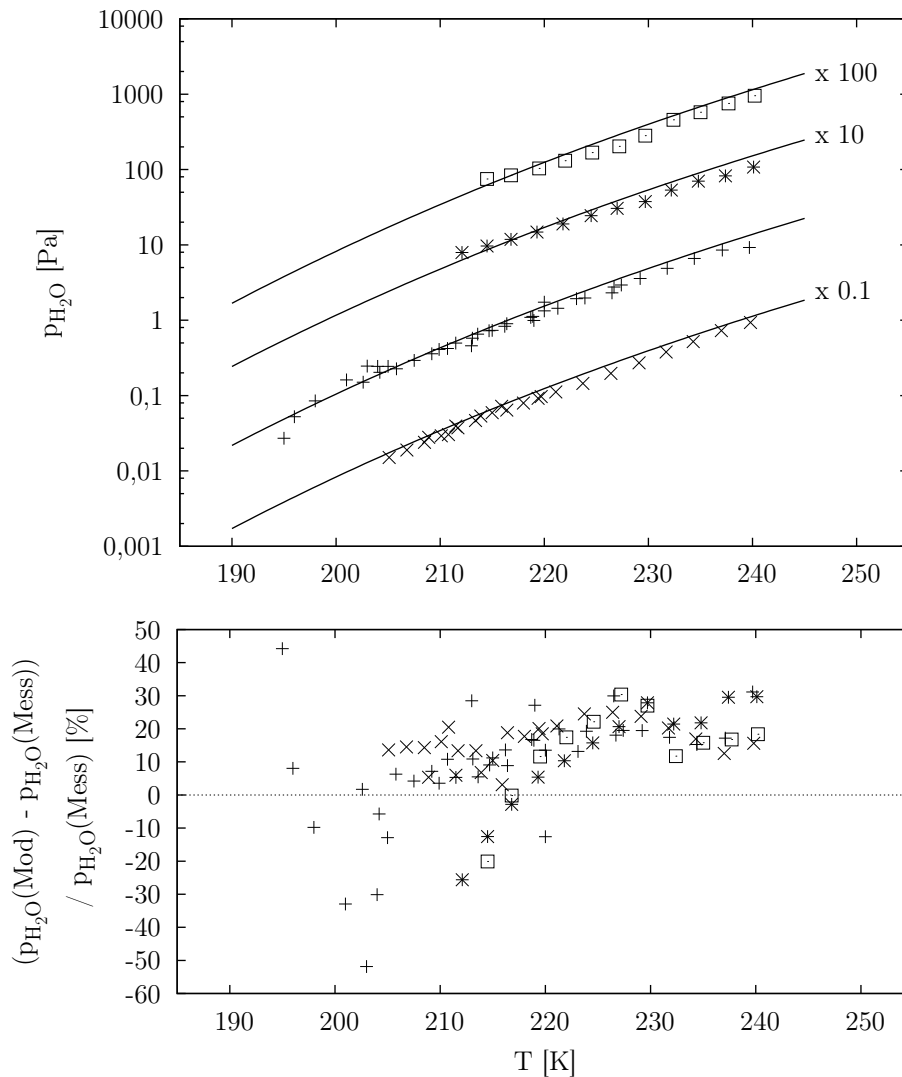 10000
1000
100
10
1
0,1
0,01
0,001
p_H₂O [Pa]
x 100
x 10
x 0.1
190 200 210 220 230 240 250
50
40
30
20
10
0
-10
-20
-30
-40
-50
-60
(p_H₂O(Mod) - p_H₂O(Mess))
/ p_H₂O(Mess) [%]
190 200 210 220 230 240 250
T [K]